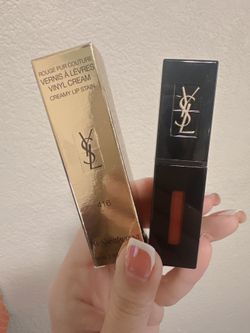 ROUGE PUR COUTURE
VERNIS À LÈVRES
VINYL CREAM
CREAMY LIP STAIN
YSL
416
YSL